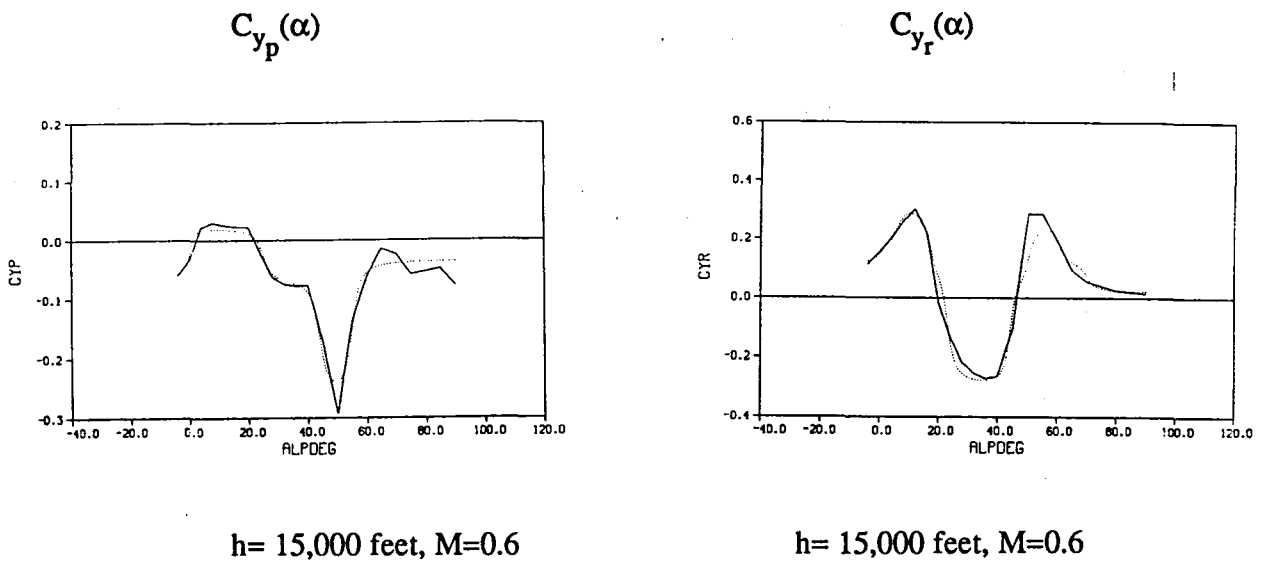 C_{y_p}(α)
C_{y_r}(α)
0.2
0.1
0.0
-0.1
-0.2
-0.3
CYP
-40.0 -20.0 0.0 20.0 40.0 60.0 80.0 100.0 120.0
ALPDEG
0.6
0.4
0.2
0.0
-0.2
-0.4
CYR
-40.0 -20.0 0.0 20.0 40.0 60.0 80.0 100.0 120.0
ALPDEG
h= 15,000 feet, M=0.6
h= 15,000 feet, M=0.6